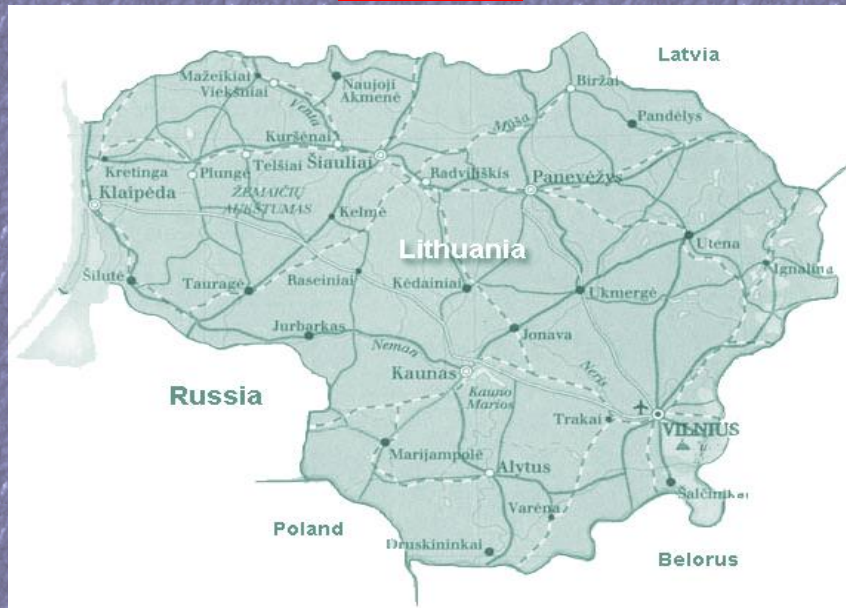 Latvia
Mažeikiai
Viekšniai
Naujoji
Akmenė
Biržai
Pandėlys
Venta
Kuršėnai
Kretinga
Plungė
Telšiai
Šiauliai
Radviliškis
Panevėžys
Klaipėda
ŽEMAIČIŲ
AUKŠTUMAS
Kelmė
Lithuania
Utena
Ignalina
Šilutė
Tauragė
Raseiniai
Kėdainiai
Ukmergė
Jurbarkas
Neman
Jonava
Kaunas
Neris
Russia
Kauno
Marios
Trakai
VILNIUS
Marijampolė
Alytus
Poland
Varėna
Druskininkai
Belorus